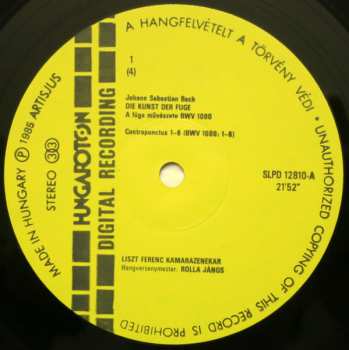 A HANGFELVÉTELT A TÖRVÉNY VÉDI • UNAUTHORIZED COPYING OF THIS RECORD IS PROHIBITED
MADE IN HUNGARY Ⓟ 1985 ARTISJUS
STEREO 33
HUNGAROTON
DIGITAL RECORDING
1
(4)
Johann Sebastian Bach
DIE KUNST DER FUGE
A fúga művészete BWV 1080
Contrapunctus 1–6 (BWV 1080: 1–6)
SLPD 12810-A
21'52"
LISZT FERENC KAMARAZENEKAR
Hangversenymester: ROLLA JÁNOS